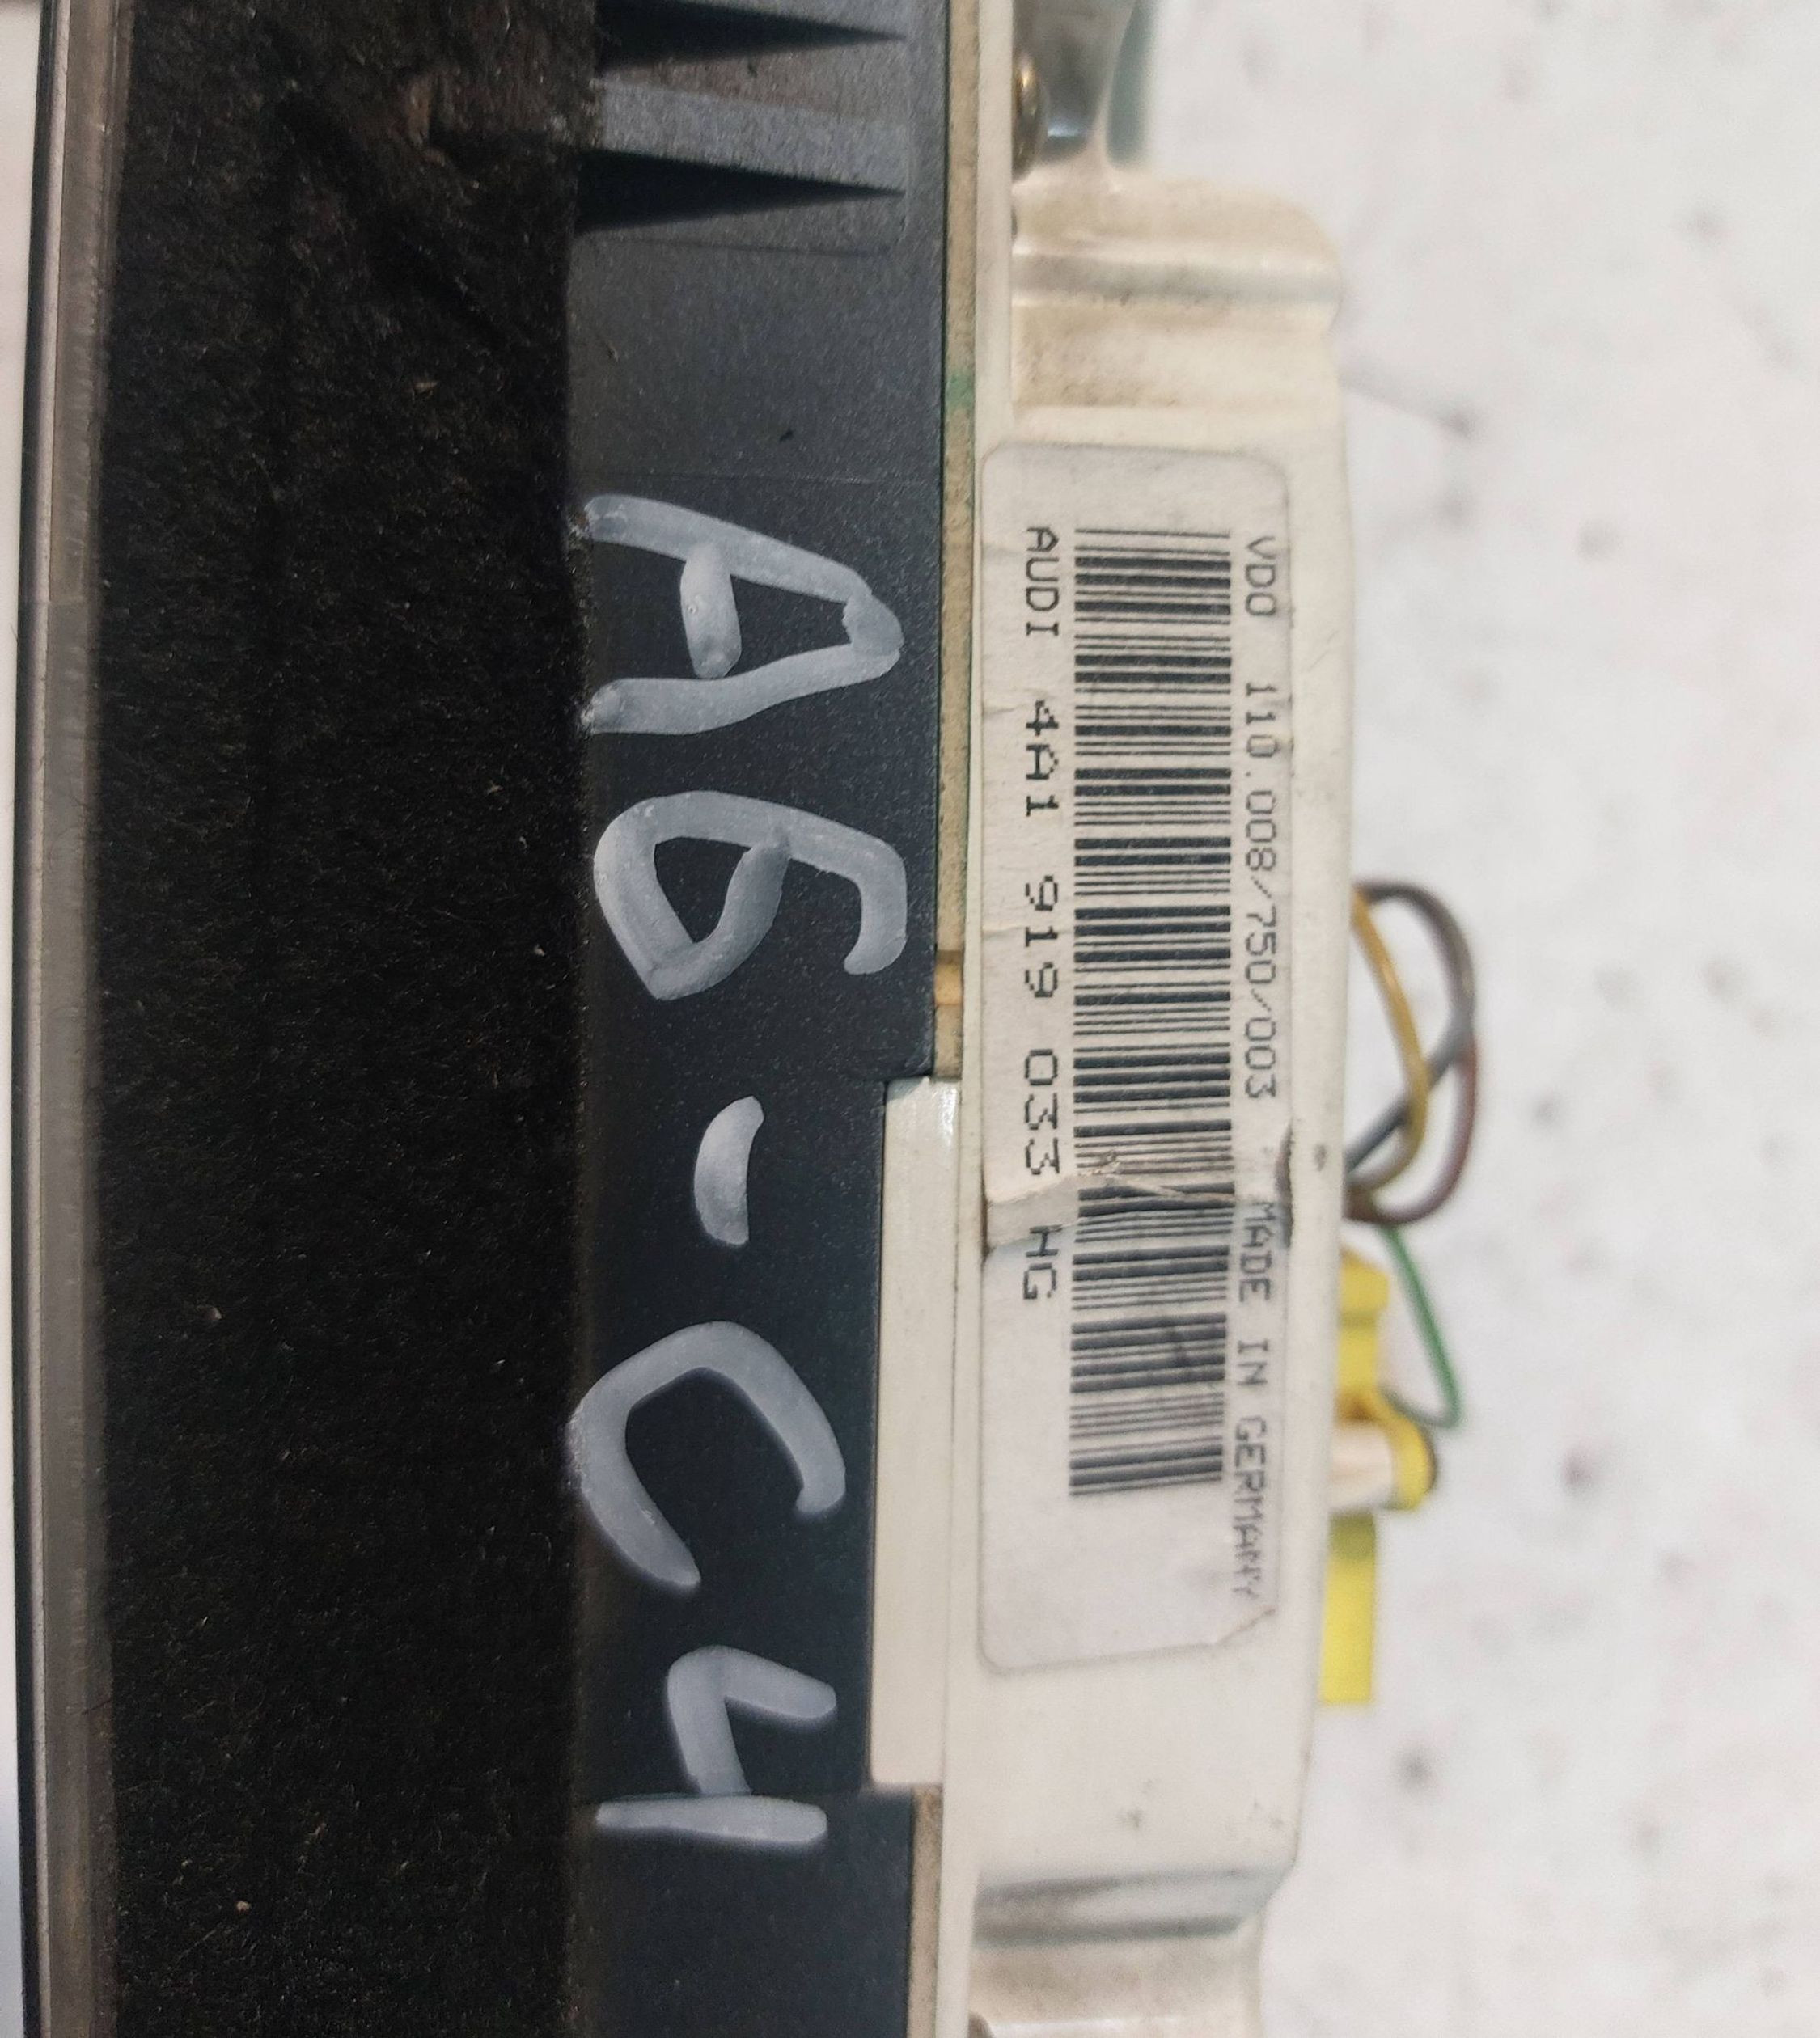 VDO 110.008/750/003 MADE IN GERMANY
AUDI 4A1 919 033 HG
A6-C4